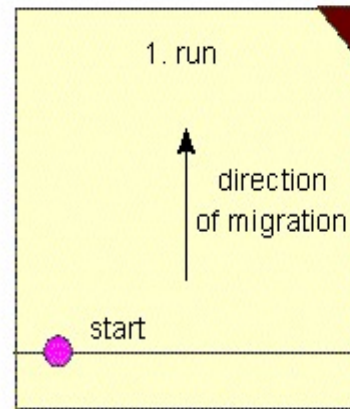 1. run
direction
of migration
start